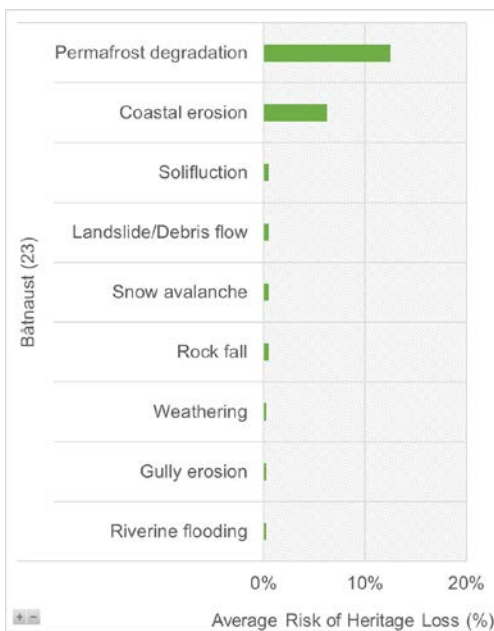 Båtnaust (23)
Permafrost degradation
Coastal erosion
Solifluction
Landslide/Debris flow
Snow avalanche
Rock fall
Weathering
Gully erosion
Riverine flooding
0% 10% 20%
+ -
Average Risk of Heritage Loss (%)